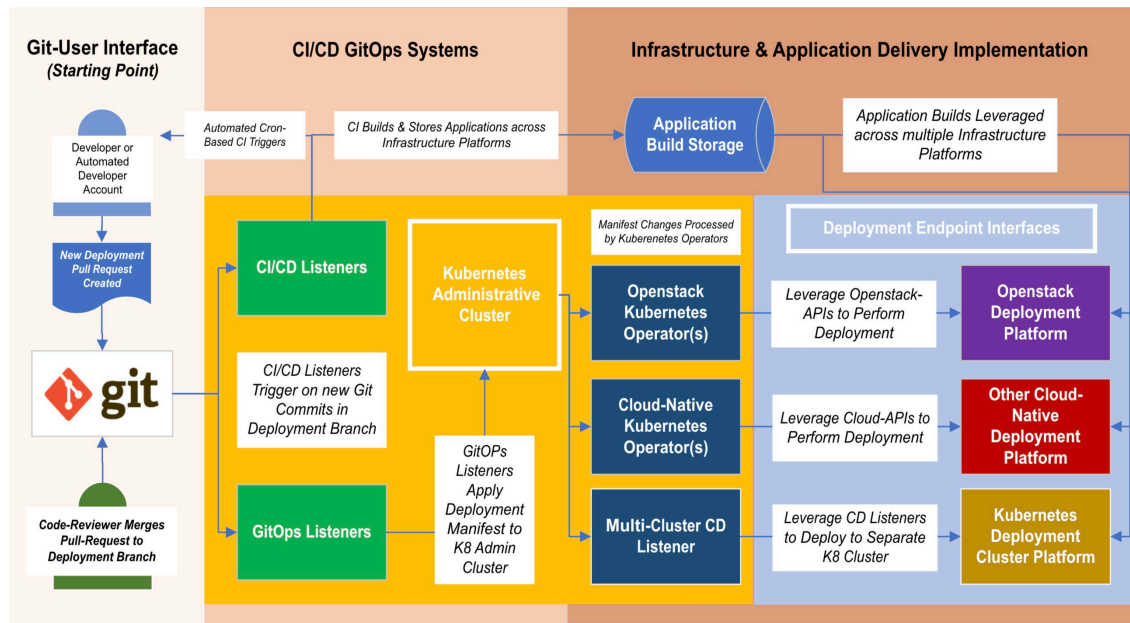 Git-User Interface
(Starting Point)
CI/CD GitOps Systems
Infrastructure & Application Delivery Implementation
Developer or
Automated
Developer
Account
Automated Cron-
Based CI Triggers
CI Builds & Stores Applications across
Infrastructure Platforms
Application
Build Storage
Application Builds Leveraged
across multiple Infrastructure
Platforms
New Deployment
Pull Request
Created
git
Code-Reviewer Merges
Pull-Request to
Deployment Branch
CI/CD Listeners
CI/CD Listeners
Trigger on new Git
Commits in
Deployment Branch
GitOps Listeners
Kubernetes
Administrative
Cluster
GitOPs
Listeners
Apply
Deployment
Manifest to
K8 Admin
Cluster
Manifest Changes Processed
by Kuberenetes Operators
Openstack
Kubernetes
Operator(s)
Cloud-Native
Kubernetes
Operator(s)
Multi-Cluster CD
Listener
Deployment Endpoint Interfaces
Leverage Openstack-
APIs to Perform
Deployment
Openstack
Deployment
Platform
Leverage Cloud-APIs to
Perform Deployment
Other Cloud-
Native
Deployment
Platform
Leverage CD Listeners
to Deploy to Separate
K8 Cluster
Kubernetes
Deployment
Cluster Platform